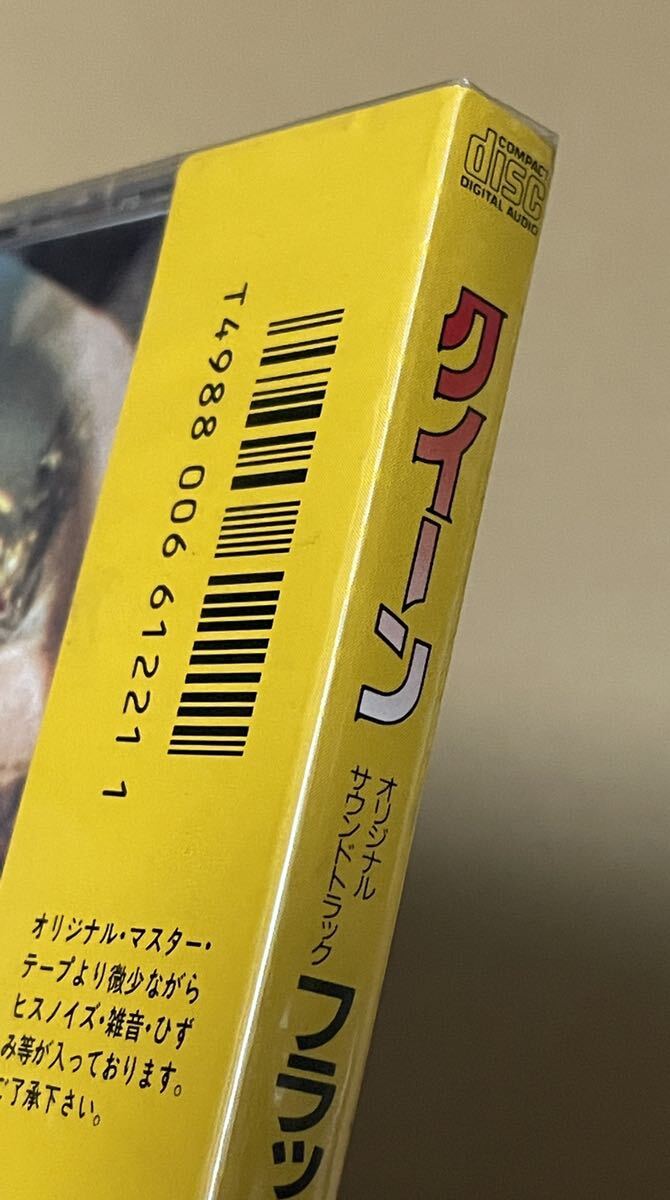 COMPACT
disc
DIGITAL AUDIO
クイーン
オリジナル
サウンドトラック
フラッ
T4988 006 61221 1
オリジナル・マスター・
テープより微少ながら
ヒスノイズ・雑音・ひず
み等が入っております。
ご了承下さい。